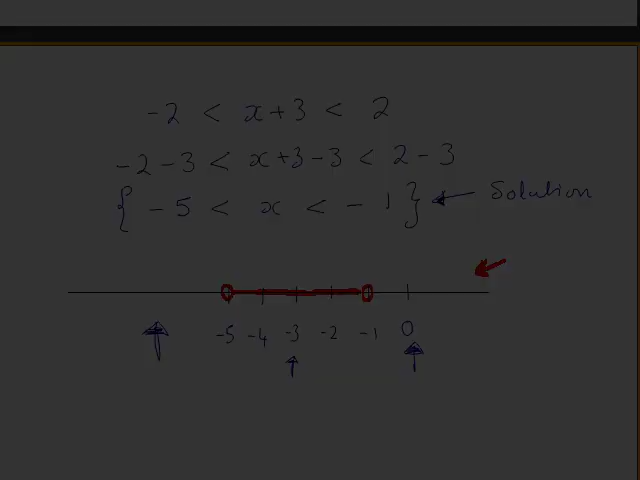 -2 < x+3 < 2
-2-3 < x+3-3 < 2-3
{ -5 < x < -1 } Solution
-5 -4 -3 -2 -1 0